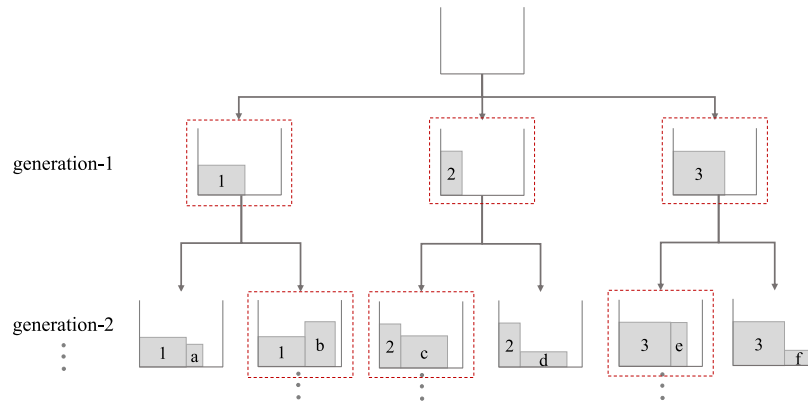 generation-1
1
2
3
generation-2
1 a
1 b
2 c
2 d
3 e
3 f